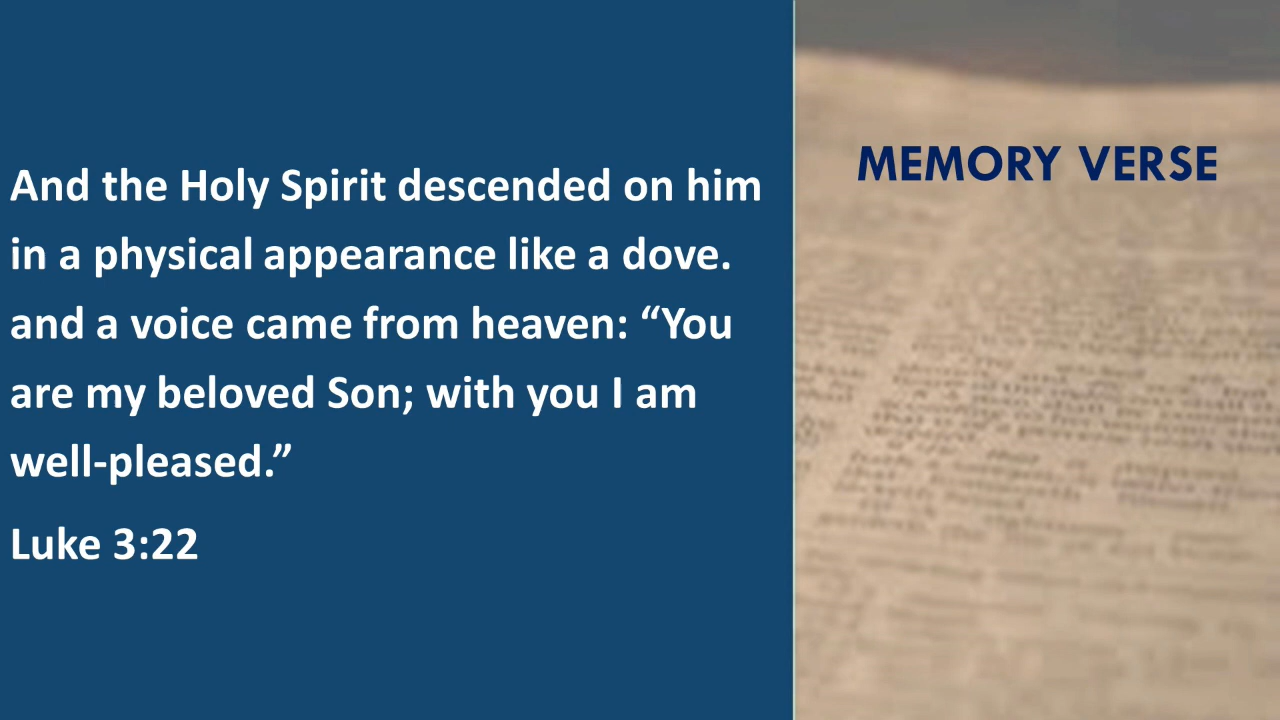 And the Holy Spirit descended on him
in a physical appearance like a dove.
and a voice came from heaven: “You
are my beloved Son; with you I am
well-pleased.”
Luke 3:22
MEMORY VERSE